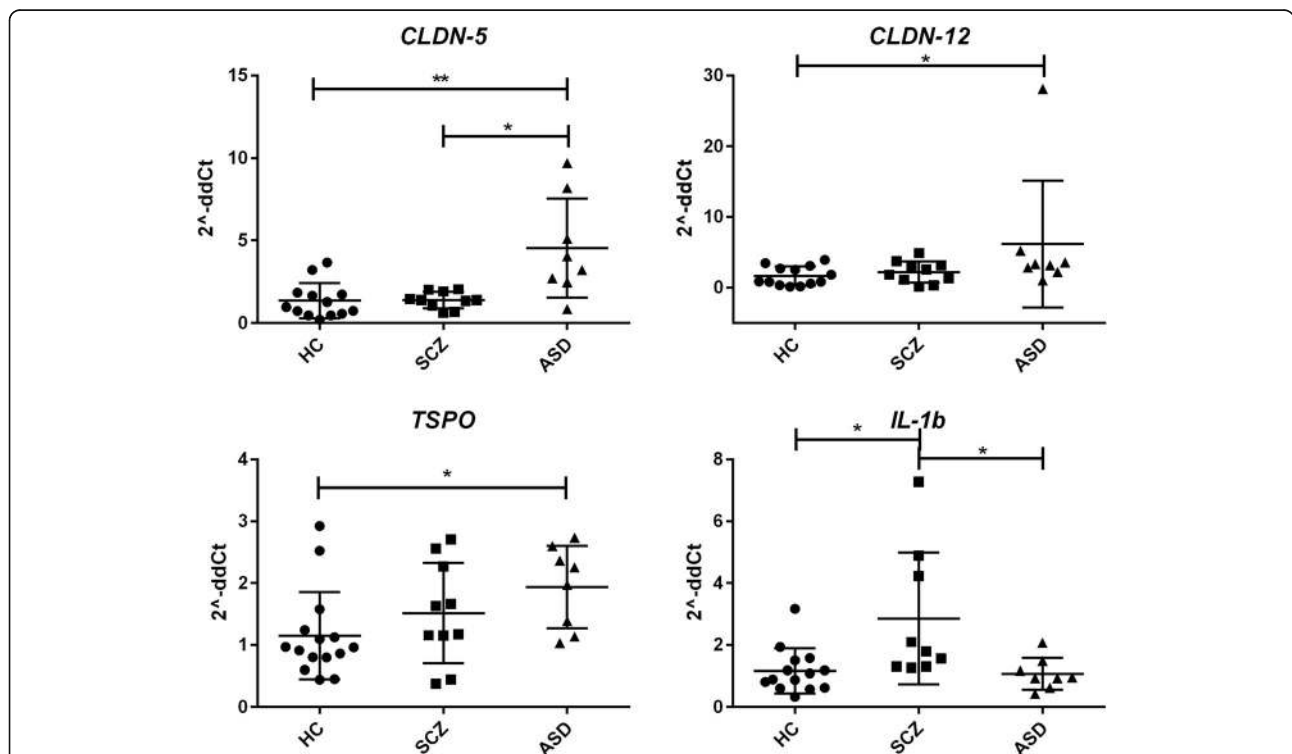 CLDN-5
2^-ddCt
15
10
5
0
**
*
HC
SCZ
ASD
CLDN-12
2^-ddCt
30
20
10
0
*
HC
SCZ
ASD
TSPO
2^-ddCt
4
3
2
1
0
*
HC
SCZ
ASD
IL-1b
2^-ddCt
8
6
4
2
0
*
*
HC
SCZ
ASD